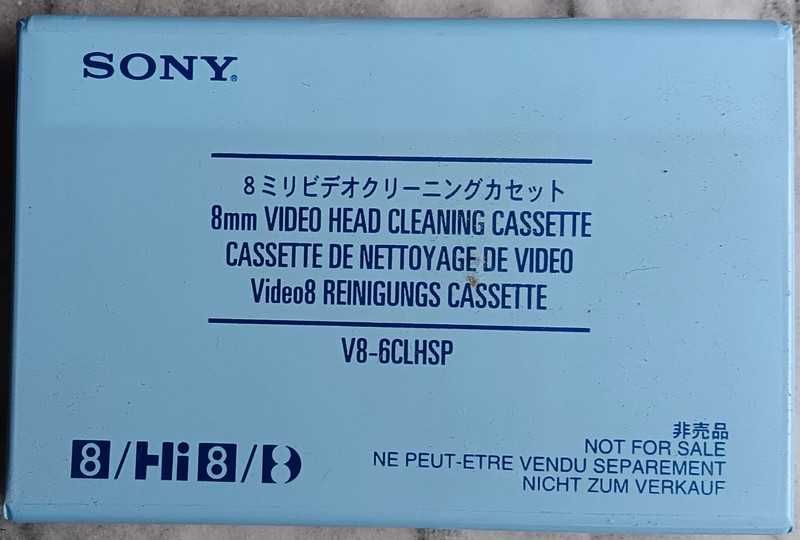 SONY®
8ミリビデオクリーニングカセット
8mm VIDEO HEAD CLEANING CASSETTE
CASSETTE DE NETTOYAGE DE VIDEO
Video8 REINIGUNGS CASSETTE
V8-6CLHSP
非売品
NOT FOR SALE
NE PEUT-ETRE VENDU SEPAREMENT
NICHT ZUM VERKAUF
8/Hi8/8